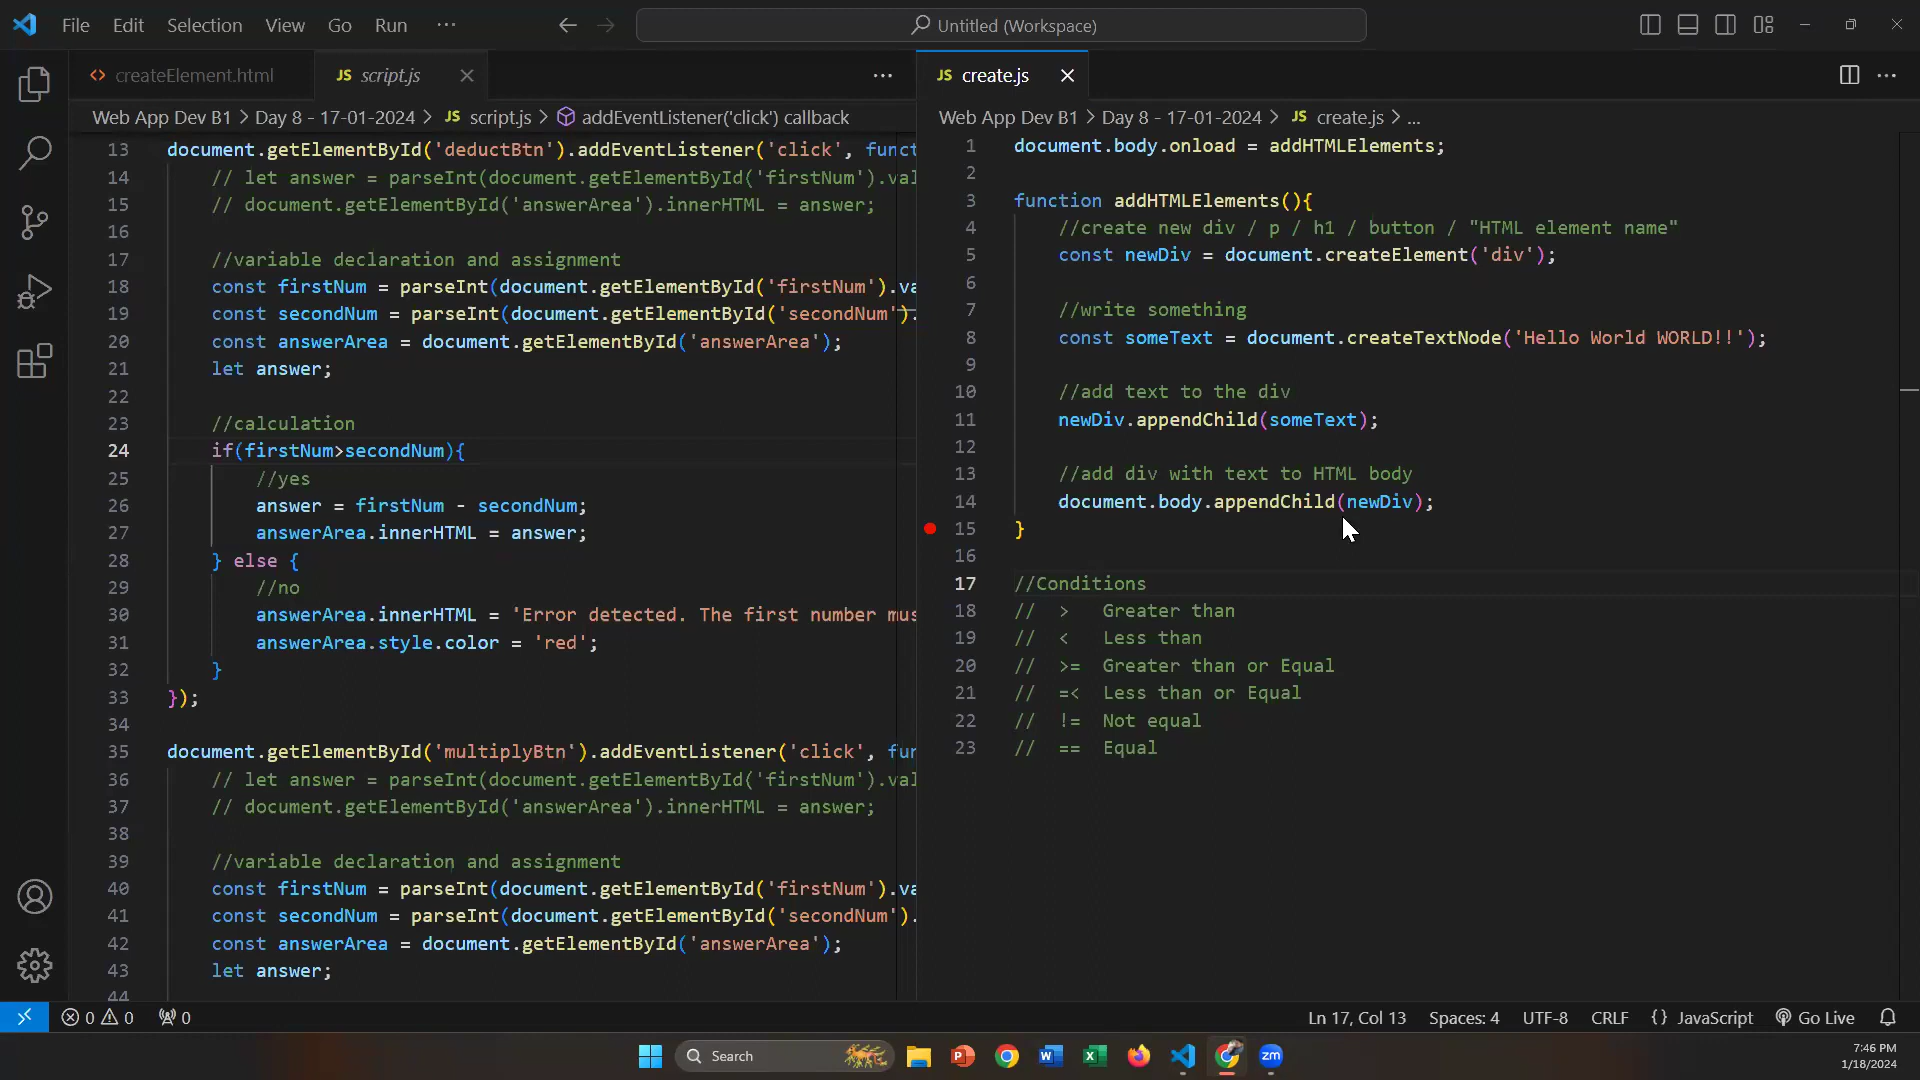 File Edit Selection View Go Run ··· Untitled (Workspace)
createElement.html JS script.js
Web App Dev B1 > Day 8 - 17-01-2024 > JS script.js > addEventListener('click') callback
13 document.getElementById('deductBtn').addEventListener('click', funct
14 // let answer = parseInt(document.getElementById('firstNum').val
15 // document.getElementById('answerArea').innerHTML = answer;
16
17 //variable declaration and assignment
18 const firstNum = parseInt(document.getElementById('firstNum').va
19 const secondNum = parseInt(document.getElementById('secondNum').
20 const answerArea = document.getElementById('answerArea');
21 let answer;
22
23 //calculation
24 if(firstNum>secondNum){
25 //yes
26 answer = firstNum - secondNum;
27 answerArea.innerHTML = answer;
28 } else {
29 //no
30 answerArea.innerHTML = 'Error detected. The first number mus
31 answerArea.style.color = 'red';
32 }
33 });
34
35 document.getElementById('multiplyBtn').addEventListener('click', fun
36 // let answer = parseInt(document.getElementById('firstNum').val
37 // document.getElementById('answerArea').innerHTML = answer;
38
39 //variable declaration and assignment
40 const firstNum = parseInt(document.getElementById('firstNum').va
41 const secondNum = parseInt(document.getElementById('secondNum').
42 const answerArea = document.getElementById('answerArea');
43 let answer;
44
JS create.js
Web App Dev B1 > Day 8 - 17-01-2024 > JS create.js > ...
1 document.body.onload = addHTMLElements;
2
3 function addHTMLElements(){
4 //create new div / p / h1 / button / "HTML element name"
5 const newDiv = document.createElement('div');
6
7 //write something
8 const someText = document.createTextNode('Hello World WORLD!!');
9
10 //add text to the div
11 newDiv.appendChild(someText);
12
13 //add div with text to HTML body
14 document.body.appendChild(newDiv);
15 }
16
17 //Conditions
18 // > Greater than
19 // < Less than
20 // >= Greater than or Equal
21 // =< Less than or Equal
22 // != Not equal
23 // == Equal
0 0 0 Ln 17, Col 13 Spaces: 4 UTF-8 CRLF {} JavaScript Go Live
Search P W X zm 7:46 PM
1/18/2024